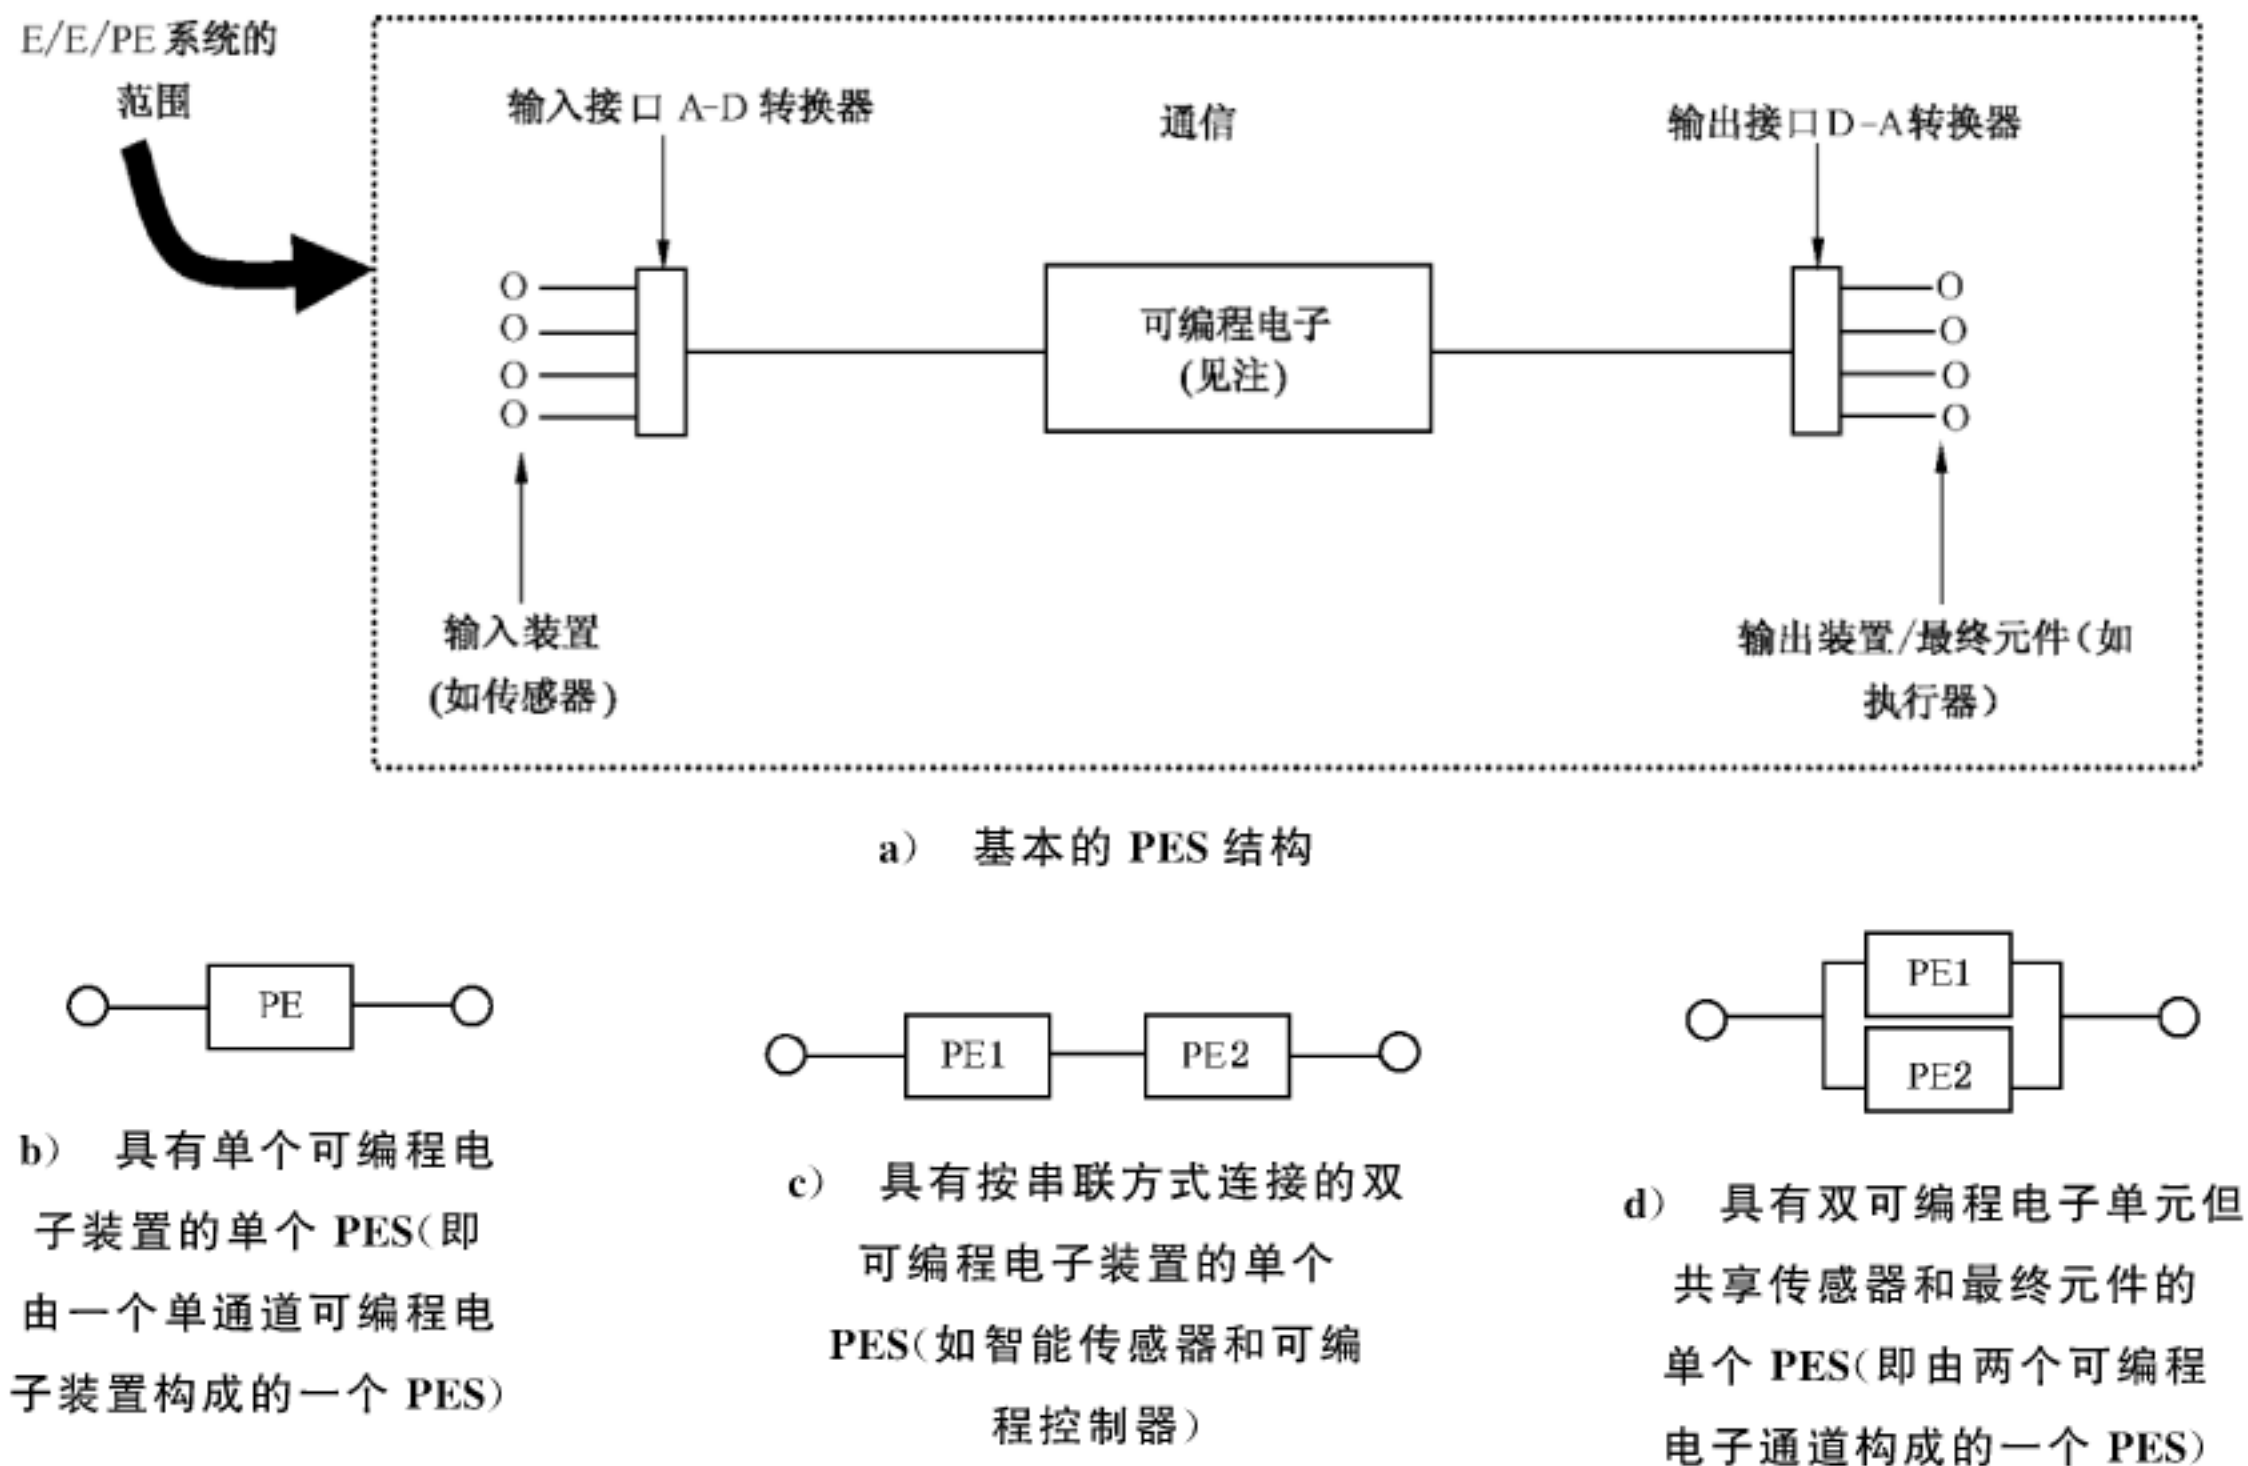 E/E/PE 系统的
范围
输入接口 A-D 转换器
通信
输出接口 D-A转换器
O
O
O
O
可编程电子
(见注)
O
O
O
O
输入装置
(如传感器)
输出装置/最终元件(如
执行器)
a) 基本的 PES 结构
PE
b) 具有单个可编程电
子装置的单个 PES(即
由一个单通道可编程电
子装置构成的一个 PES)
PE1
PE2
c) 具有按串联方式连接的双
可编程电子装置的单个
PES(如智能传感器和可编
程控制器)
PE1
PE2
d) 具有双可编程电子单元但
共享传感器和最终元件的
单个 PES(即由两个可编程
电子通道构成的一个 PES)